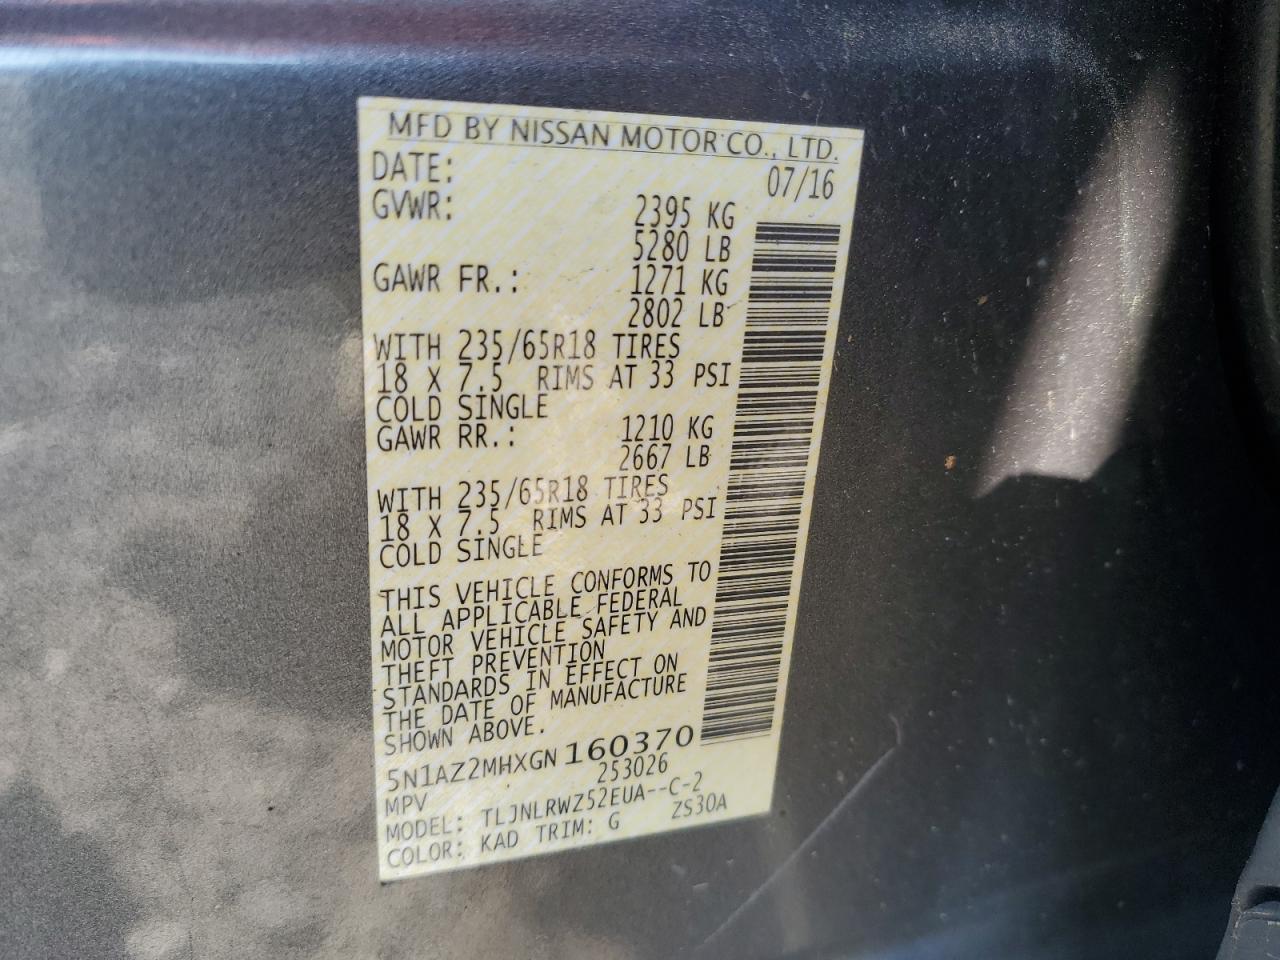 MFD BY NISSAN MOTOR CO., LTD.
DATE: 07/16
GVWR: 2395 KG
5280 LB
GAWR FR.: 1271 KG
2802 LB
WITH 235/65R18 TIRES
18 X 7.5 RIMS AT 33 PSI
COLD SINGLE
GAWR RR.: 1210 KG
2667 LB
WITH 235/65R18 TIRES
18 X 7.5 RIMS AT 33 PSI
COLD SINGLE
THIS VEHICLE CONFORMS TO
ALL APPLICABLE FEDERAL
MOTOR VEHICLE SAFETY AND
THEFT PREVENTION
STANDARDS IN EFFECT ON
THE DATE OF MANUFACTURE
SHOWN ABOVE.
5N1AZ2MHXGN160370
MPV 253026
MODEL: TLJNLRWZ52EUA--C-2
COLOR: KAD TRIM: G ZS30A